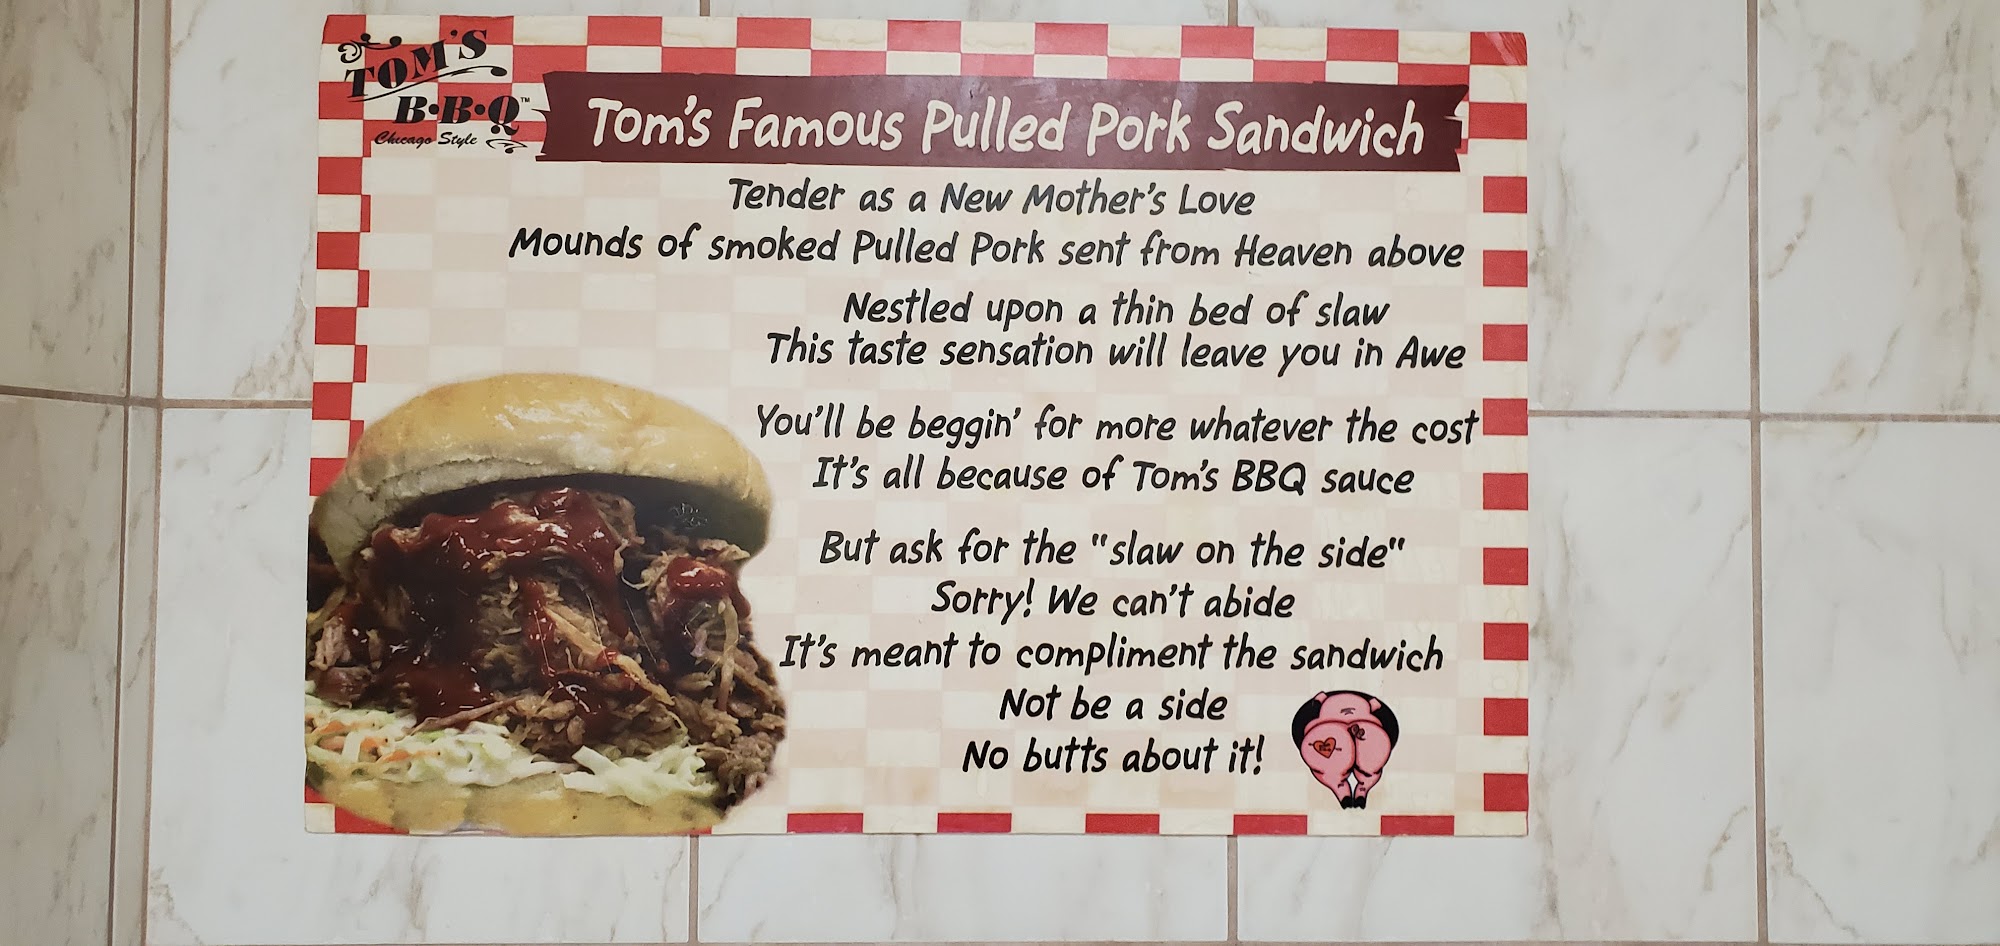 TOM'S
B·B·Q™
Chicago Style
Tom's Famous Pulled Pork Sandwich
Tender as a New Mother's Love
Mounds of smoked Pulled Pork sent from Heaven above
Nestled upon a thin bed of slaw
This taste sensation will leave you in Awe
You'll be beggin' for more whatever the cost
It's all because of Tom's BBQ sauce
But ask for the "slaw on the side"
Sorry! We can't abide
It's meant to compliment the sandwich
Not be a side
No butts about it!